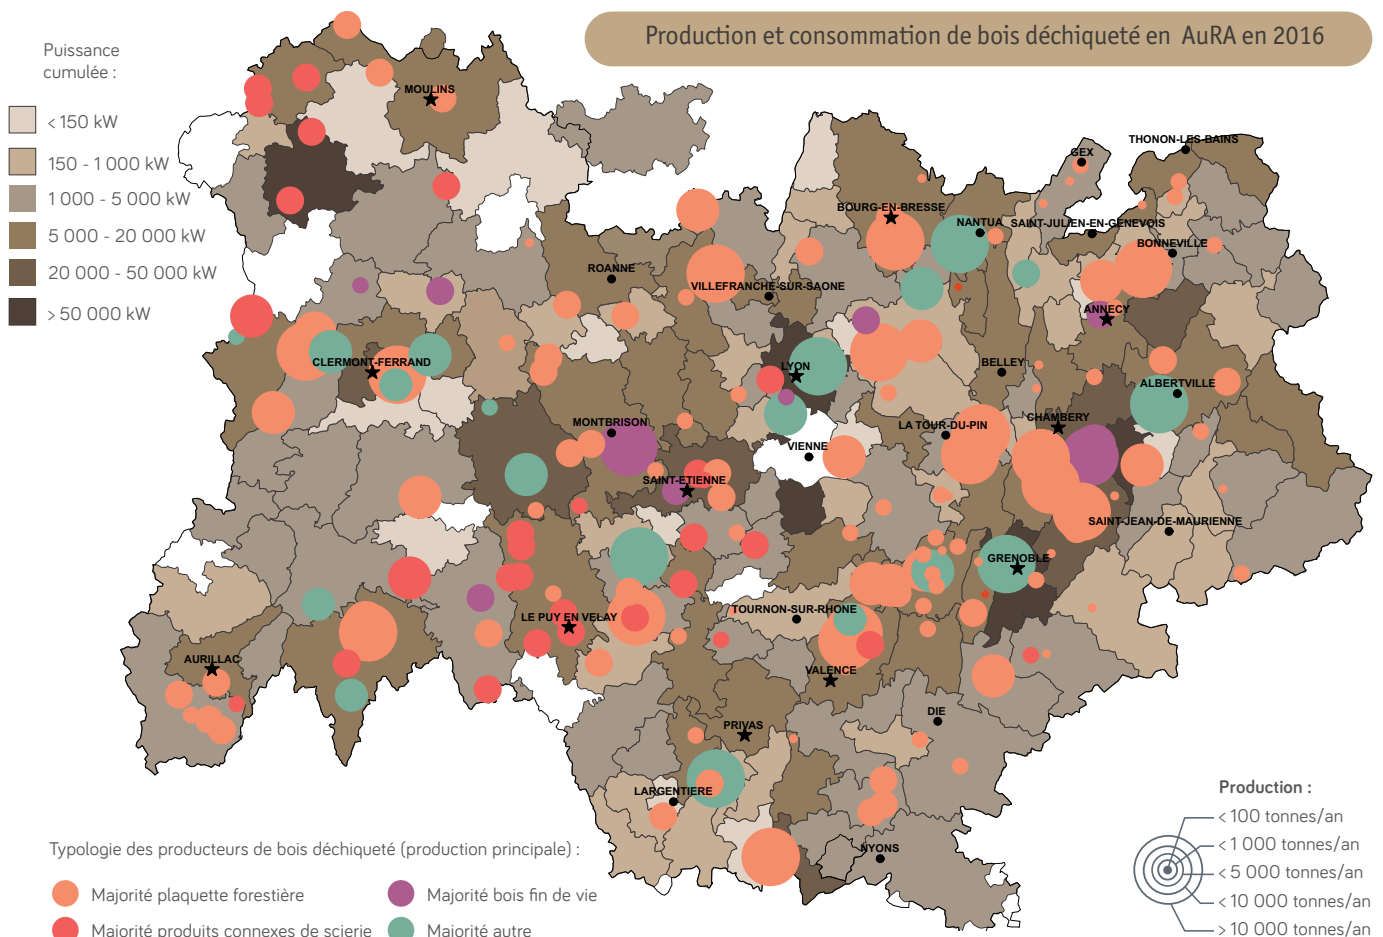 Production et consommation de bois déchiqueté en AuRA en 2016
Puissance
cumulée :
< 150 kW
150 - 1 000 kW
1 000 - 5 000 kW
5 000 - 20 000 kW
20 000 - 50 000 kW
> 50 000 kW
MOULINS
THONON-LES-BAINS
GEX
BOURG-EN-BRESSE
NANTUA
SAINT-JULIEN-EN-GENEVOIS
BONNEVILLE
ROANNE
VILLEFRANCHE-SUR-SAONE
ANNECY
CLERMONT-FERRAND
LYON
BELLEY
ALBERTVILLE
MONTBRISON
LA TOUR-DU-PIN
CHAMBERY
VIENNE
SAINT-ETIENNE
SAINT-JEAN-DE-MAURIENNE
GRENOBLE
TOURNON-SUR-RHONE
LE PUY EN VELAY
AURILLAC
VALENCE
DIE
PRIVAS
LARGENTIERE
NYONS
Production :
< 100 tonnes/an
< 1 000 tonnes/an
< 5 000 tonnes/an
< 10 000 tonnes/an
> 10 000 tonnes/an
Typologie des producteurs de bois déchiqueté (production principale) :
Majorité plaquette forestière
Majorité bois fin de vie
Majorité produits connexes de scierie
Majorité autre